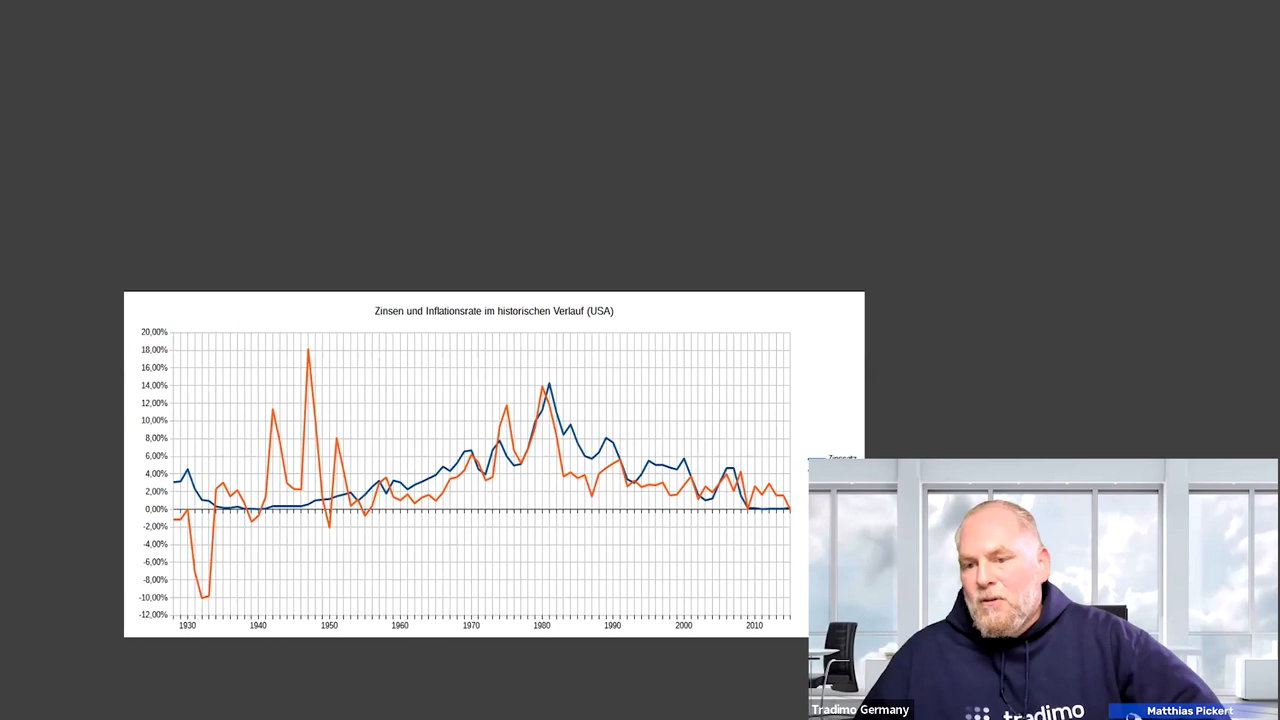 Zinsen und Inflationsrate im historischen Verlauf (USA)
20,00%
18,00%
16,00%
14,00%
12,00%
10,00%
8,00%
6,00%
4,00%
2,00%
0,00%
-2,00%
-4,00%
-6,00%
-8,00%
-10,00%
-12,00%
1930 1940 1950 1960 1970 1980 1990 2000 2010
Zinssatz
tradimo
Tradimo Germany
Matthias Pickert